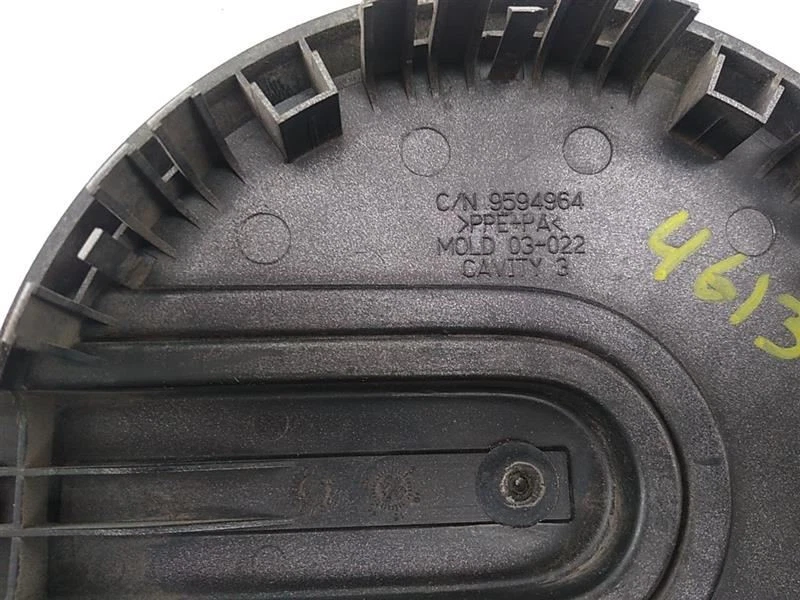 C/N 9594964
>PPE+PA<
MOLD 03-022
CAVITY 3
4613